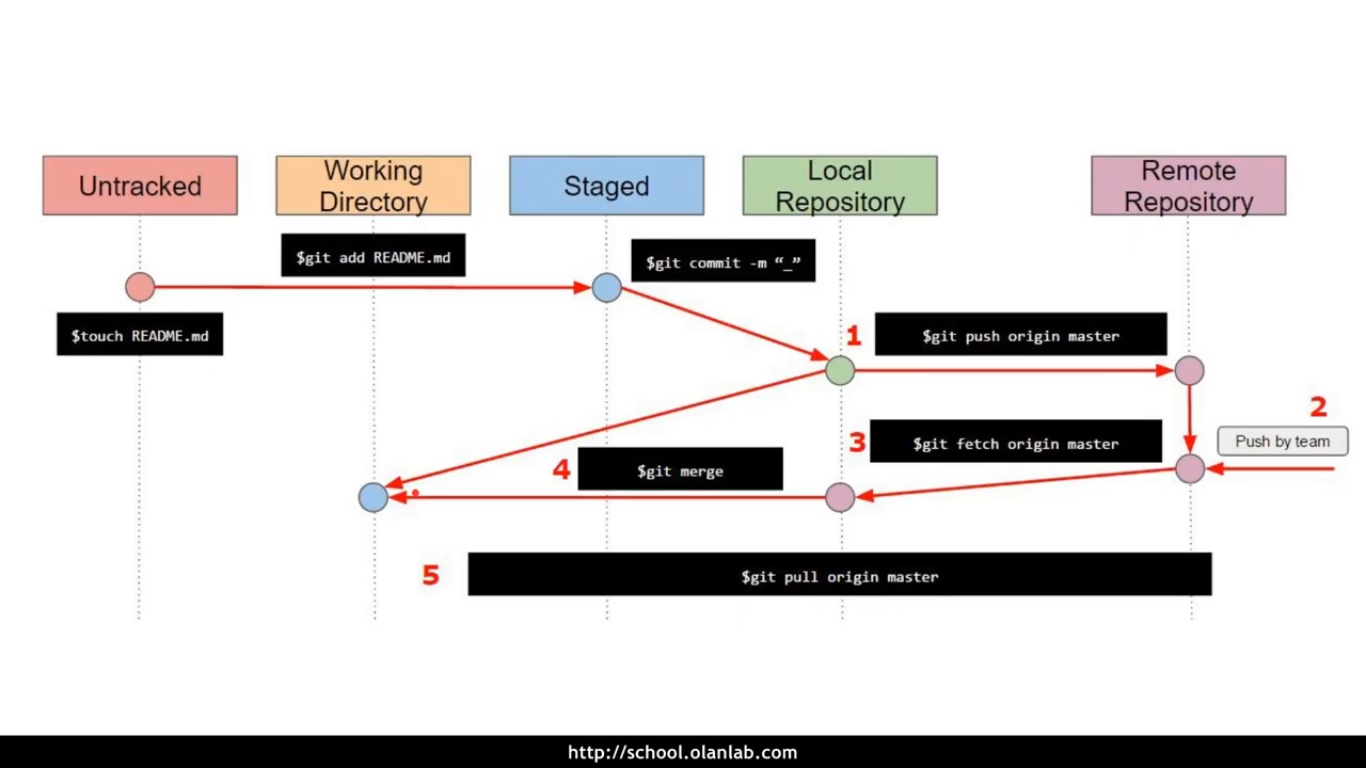 Untracked
Working
Directory
Staged
Local
Repository
Remote
Repository
$git add README.md
$git commit -m “_”
$touch README.md
1
$git push origin master
2
Push by team
3
$git fetch origin master
4
$git merge
5
$git pull origin master
http://school.olanlab.com